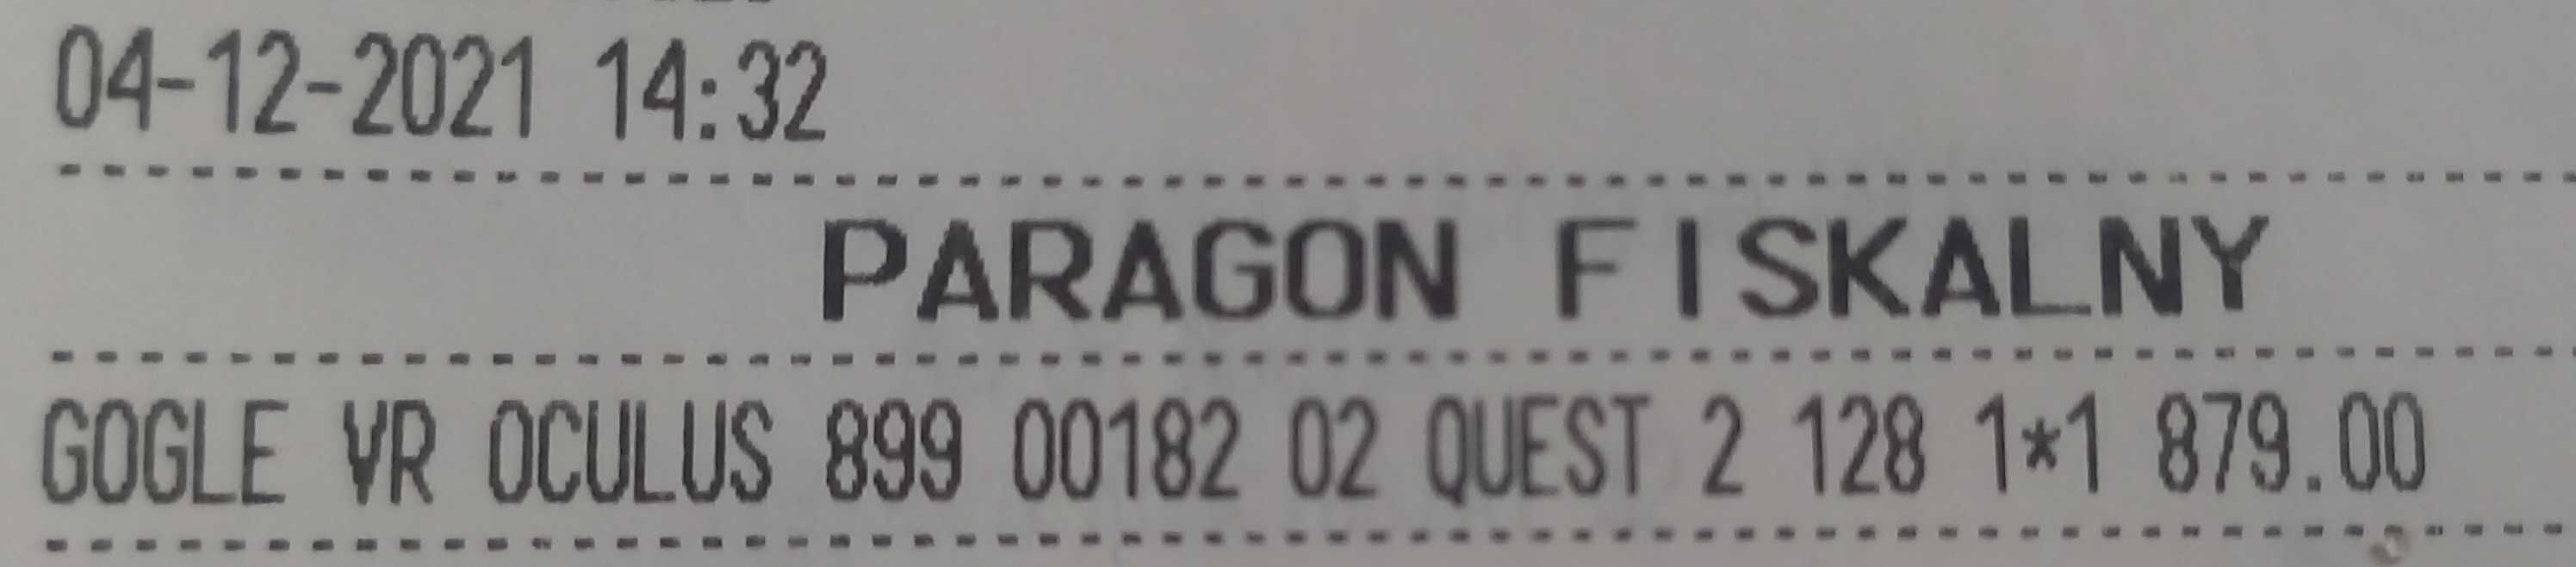 04-12-2021 14:32
PARAGON FISKALNY
GOGLE VR OCULUS 899 00182 02 QUEST 2 128 1*1 879.00